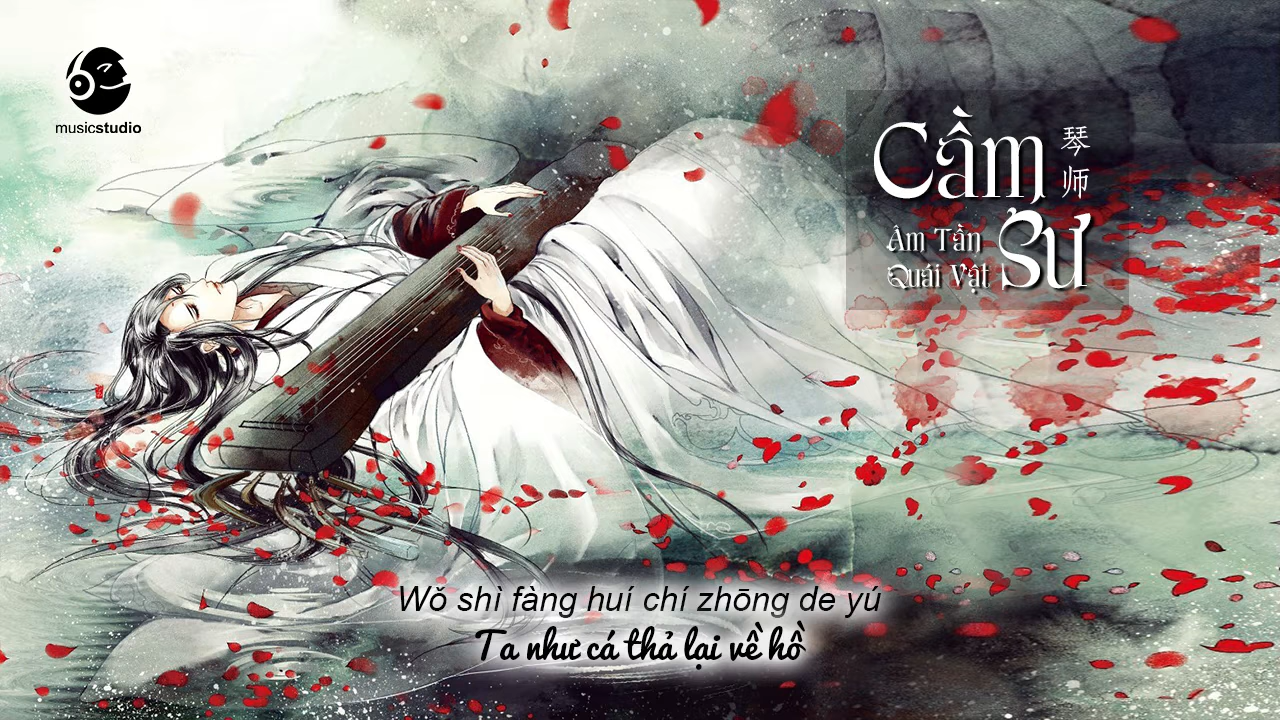 musicstudio
Cầm
琴师
Sư
Âm Tần
Quái Vật
Wǒ shì fàng huí chí zhōng de yú
Ta như cá thả lại về hồ